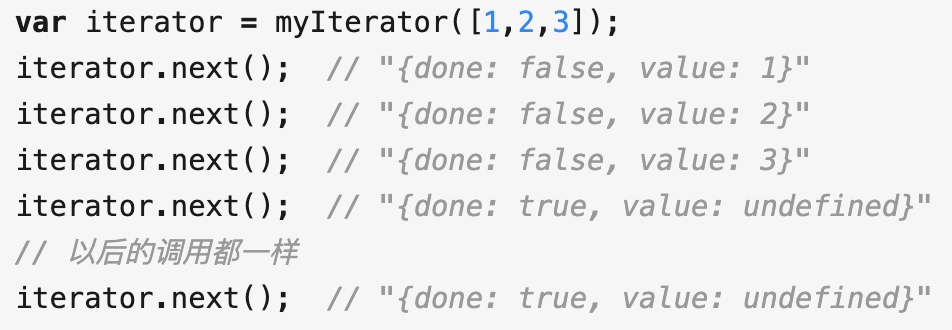 var iterator = myIterator([1,2,3]);
iterator.next();  // "{done: false, value: 1}"
iterator.next();  // "{done: false, value: 2}"
iterator.next();  // "{done: false, value: 3}"
iterator.next();  // "{done: true, value: undefined}"
// 以后的调用都一样
iterator.next();  // "{done: true, value: undefined}"